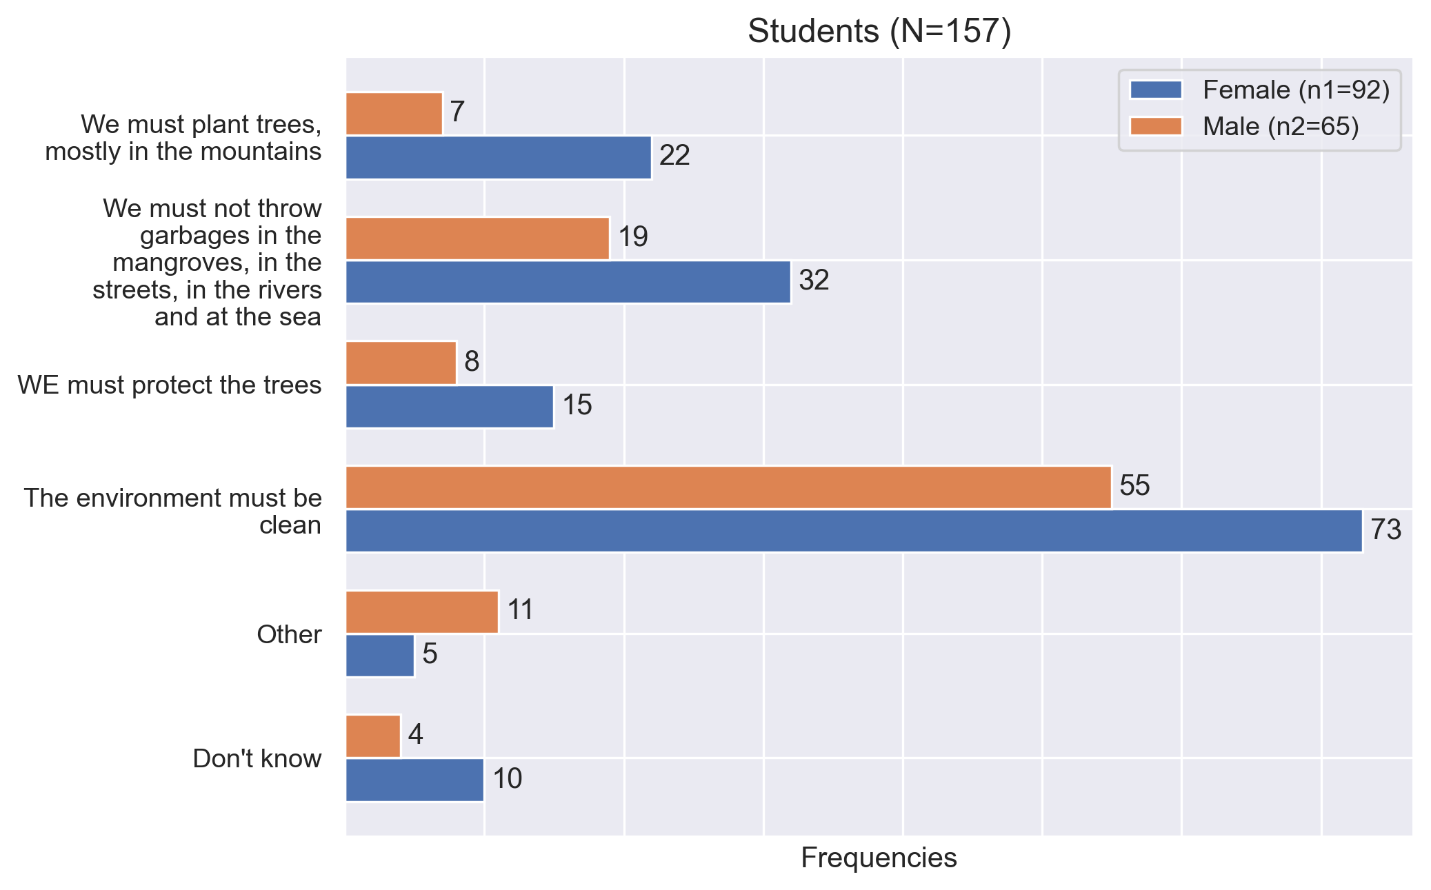 Students (N=157)
Female (n1=92)
Male (n2=65)
We must plant trees,
mostly in the mountains
7
22
We must not throw
garbages in the
mangroves, in the
streets, in the rivers
and at the sea
19
32
WE must protect the trees
8
15
The environment must be
clean
55
73
Other
11
5
Don't know
4
10
Frequencies